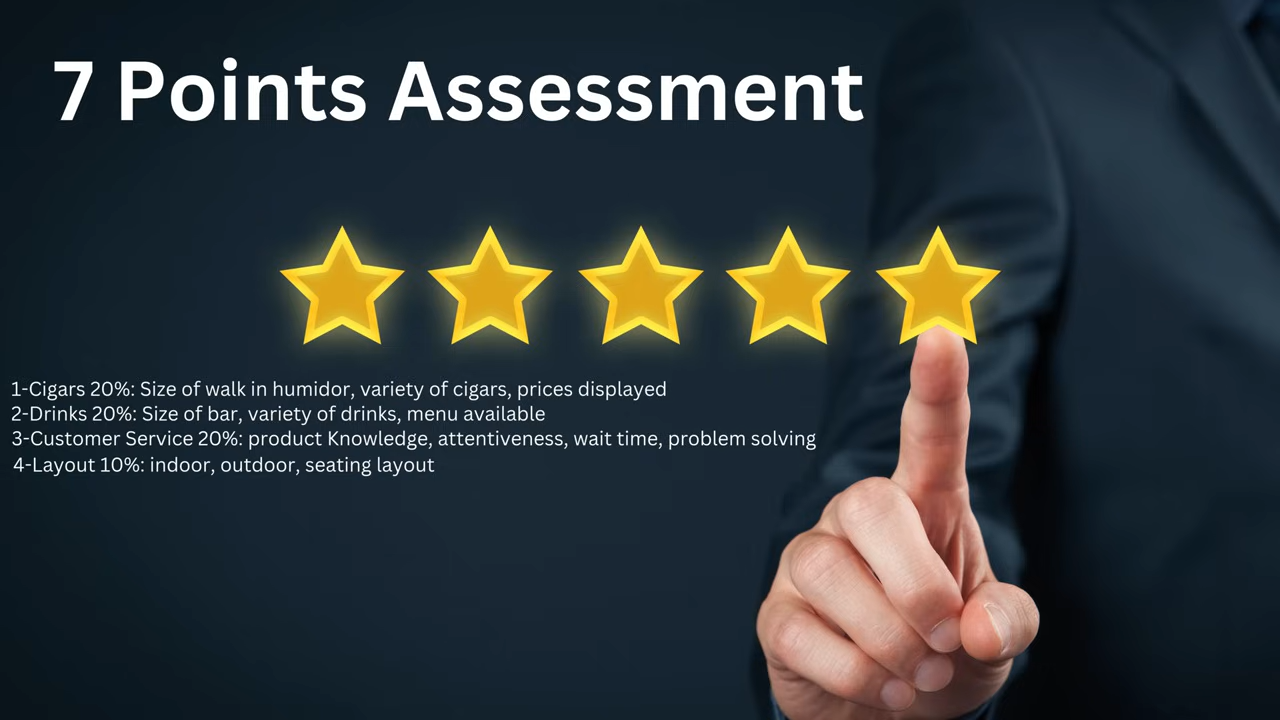 7 Points Assessment
1-Cigars 20%: Size of walk in humidor, variety of cigars, prices displayed
2-Drinks 20%: Size of bar, variety of drinks, menu available
3-Customer Service 20%: product Knowledge, attentiveness, wait time, problem solving
4-Layout 10%: indoor, outdoor, seating layout